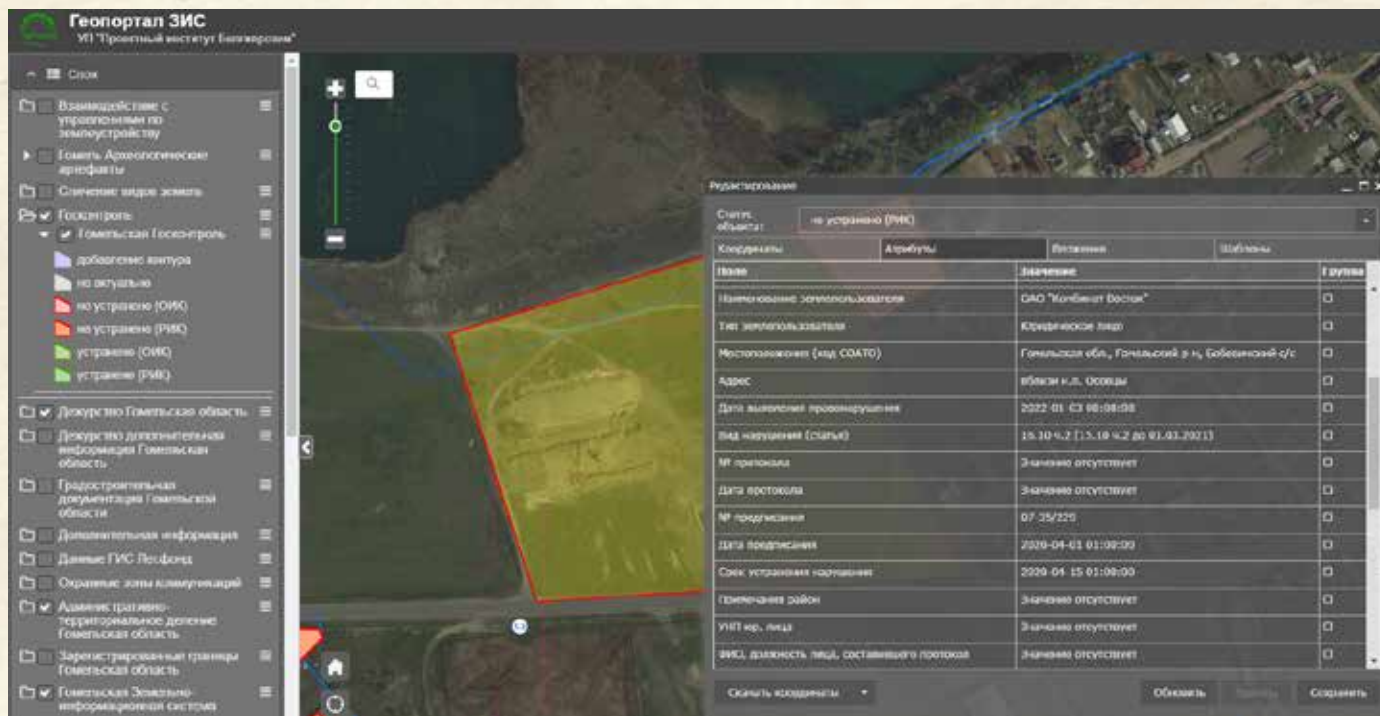 Геопортал ЗИС
УП "Проектный институт Белгипрозем"
Слои
Взаимодействие с
управлениями по
землеустройству
Гомель Археологические
артефакты
Сличение видов земель
Госконтроль
Гомельская Госконтроль
добавление контура
не актуально
не устранено (ОИК)
не устранено (РИК)
устранено (ОИК)
устранено (РИК)
Дежурство Гомельская область
Дежурство дополнительная
информация Гомельская
область
Градостроительная
документация Гомельской
области
Дополнительная информация
Данные ГИС Лесфонд
Охранные зоны коммуникаций
Административно-
территориальное деление
Гомельская область
Зарегистрированные границы
Гомельская область
Гомельская Земельно-
информационная система
Редактирование
Статус
объекта:
не устранено (РИК)
Координаты Атрибуты Вложения Шаблоны
Поле Значение Группа
Наименование землепользователя ОАО "Комбинат Восток"
Тип землепользователя Юридическое лицо
Местоположение (код СОАТО) Гомельская обл., Гомельский р-н, Бобовичский с/с
Адрес вблизи н.п. Осовцы
Дата выявления правонарушения
Вид нарушения (статья) 16.10 ч.2 [15.10 ч.2 до 01.03.2021]
№ протокола Значение отсутствует
Дата протокола Значение отсутствует
№ предписания 07-35/225
Дата предписания 2020-04-01 01:00:00
Срок устранения нарушения 2020-04-15 01:00:00
Примечания район Значение отсутствует
УНП юр. лица Значение отсутствует
ФИО, должность лица, составившего протокол Значение отсутствует
Скачать координаты Обновить Сохранить